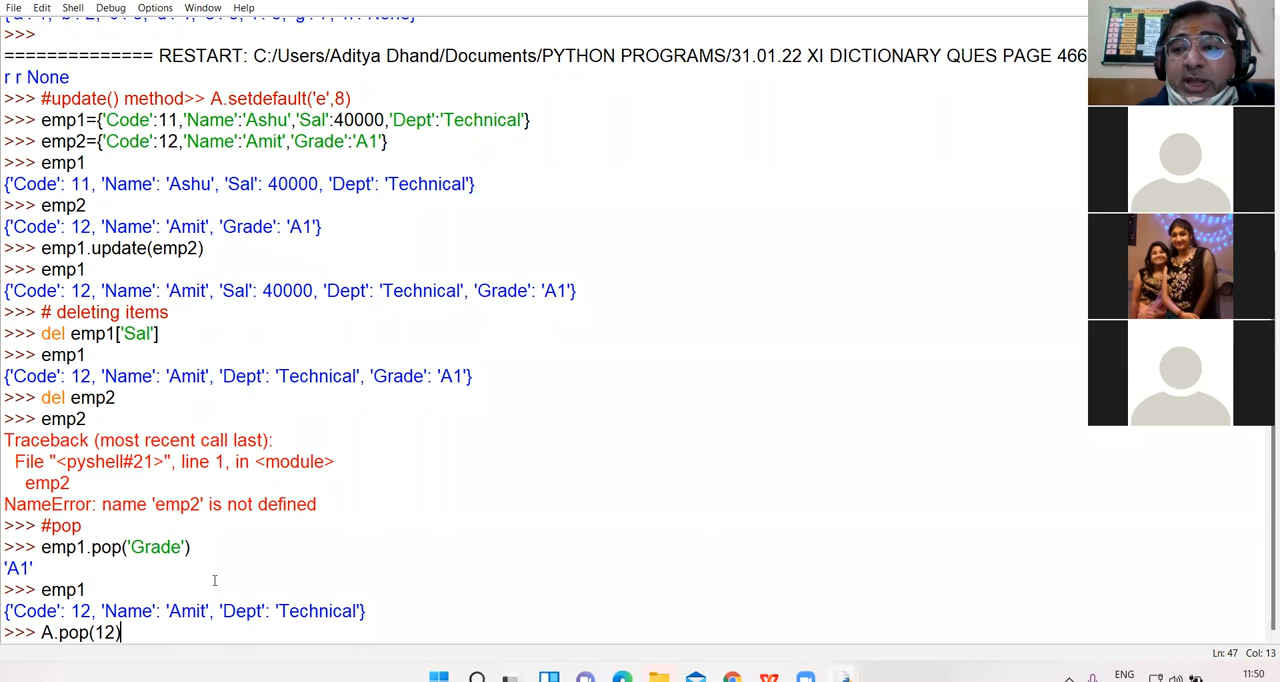 File Edit Shell Debug Options Window Help
>>>
============== RESTART: C:/Users/Aditya Dhand/Documents/PYTHON PROGRAMS/31.01.22 XI DICTIONARY QUES PAGE 466
r r None
>>> #update() method>> A.setdefault('e',8)
>>> emp1={'Code':11,'Name':'Ashu','Sal':40000,'Dept':'Technical'}
>>> emp2={'Code':12,'Name':'Amit','Grade':'A1'}
>>> emp1
{'Code': 11, 'Name': 'Ashu', 'Sal': 40000, 'Dept': 'Technical'}
>>> emp2
{'Code': 12, 'Name': 'Amit', 'Grade': 'A1'}
>>> emp1.update(emp2)
>>> emp1
{'Code': 12, 'Name': 'Amit', 'Sal': 40000, 'Dept': 'Technical', 'Grade': 'A1'}
>>> # deleting items
>>> del emp1['Sal']
>>> emp1
{'Code': 12, 'Name': 'Amit', 'Dept': 'Technical', 'Grade': 'A1'}
>>> del emp2
>>> emp2
Traceback (most recent call last):
File "<pyshell#21>", line 1, in <module>
emp2
NameError: name 'emp2' is not defined
>>> #pop
>>> emp1.pop('Grade')
'A1'
>>> emp1
{'Code': 12, 'Name': 'Amit', 'Dept': 'Technical'}
>>> A.pop(12)
Ln: 47 Col: 13
ENG 11:50